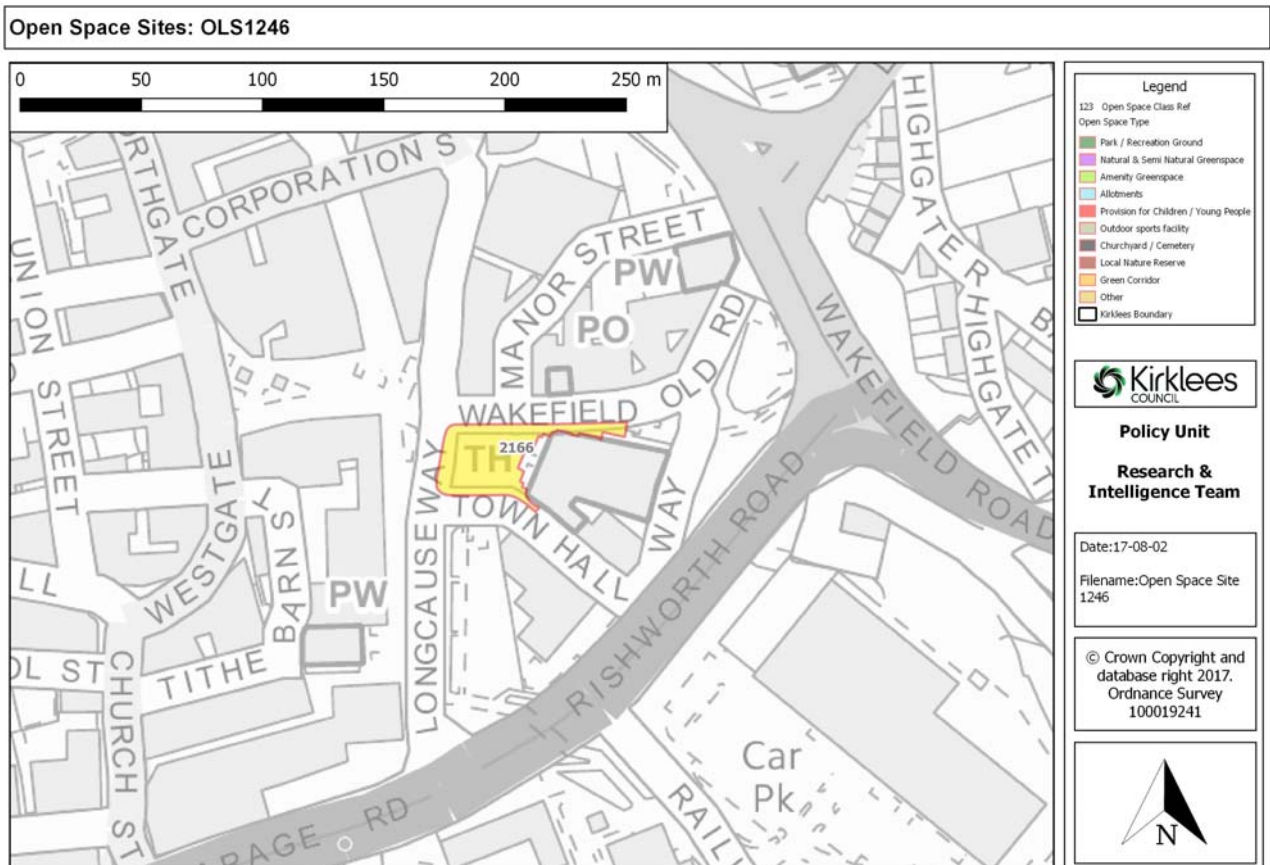 Open Space Sites: OLS1246
0 50 100 150 200 250 m
ORTHGATE
CORPORATION S
UNION STREET
MANOR STREET
PW
PO
HIGHGATE R
HIGHGATE T
BA
WAKEFIELD OLD RD
WAKEFIELD ROAD
TH
2166
TOWN HALL WAY
LONGCAUSEWAY
WESTGATE
TITHE BARN S T
PW
LL
OL ST
CHURCH ST
RISHWORTH ROAD
Car
Pk
ARAGE RD
RAIL
Legend
123 Open Space Class Ref
Open Space Type
Park / Recreation Ground
Natural & Semi Natural Greenspace
Amenity Greenspace
Allotments
Provision for Children / Young People
Outdoor sports facility
Churchyard / Cemetery
Local Nature Reserve
Green Corridor
Other
Kirklees Boundary
Kirklees
COUNCIL
Policy Unit
Research &
Intelligence Team
Date:17-08-02
Filename:Open Space Site
1246
© Crown Copyright and
database right 2017.
Ordnance Survey
100019241
N